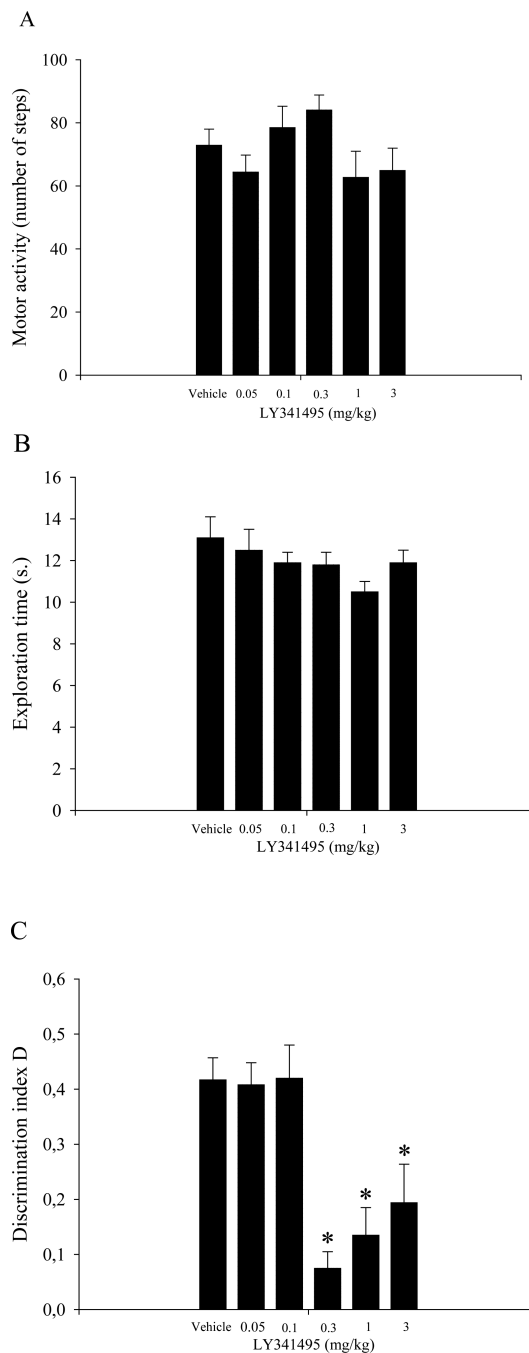 A
Motor activity (number of steps)
100
80
60
40
20
0
Vehicle 0.05 0.1 0.3 1 3
LY341495 (mg/kg)
B
Exploration time (s.)
16
14
12
10
8
6
4
2
0
Vehicle 0.05 0.1 0.3 1 3
LY341495 (mg/kg)
C
Discrimination index D
0,6
0,5
0,4
0,3
0,2
0,1
0,0
* * *
Vehicle 0.05 0.1 0.3 1 3
LY341495 (mg/kg)